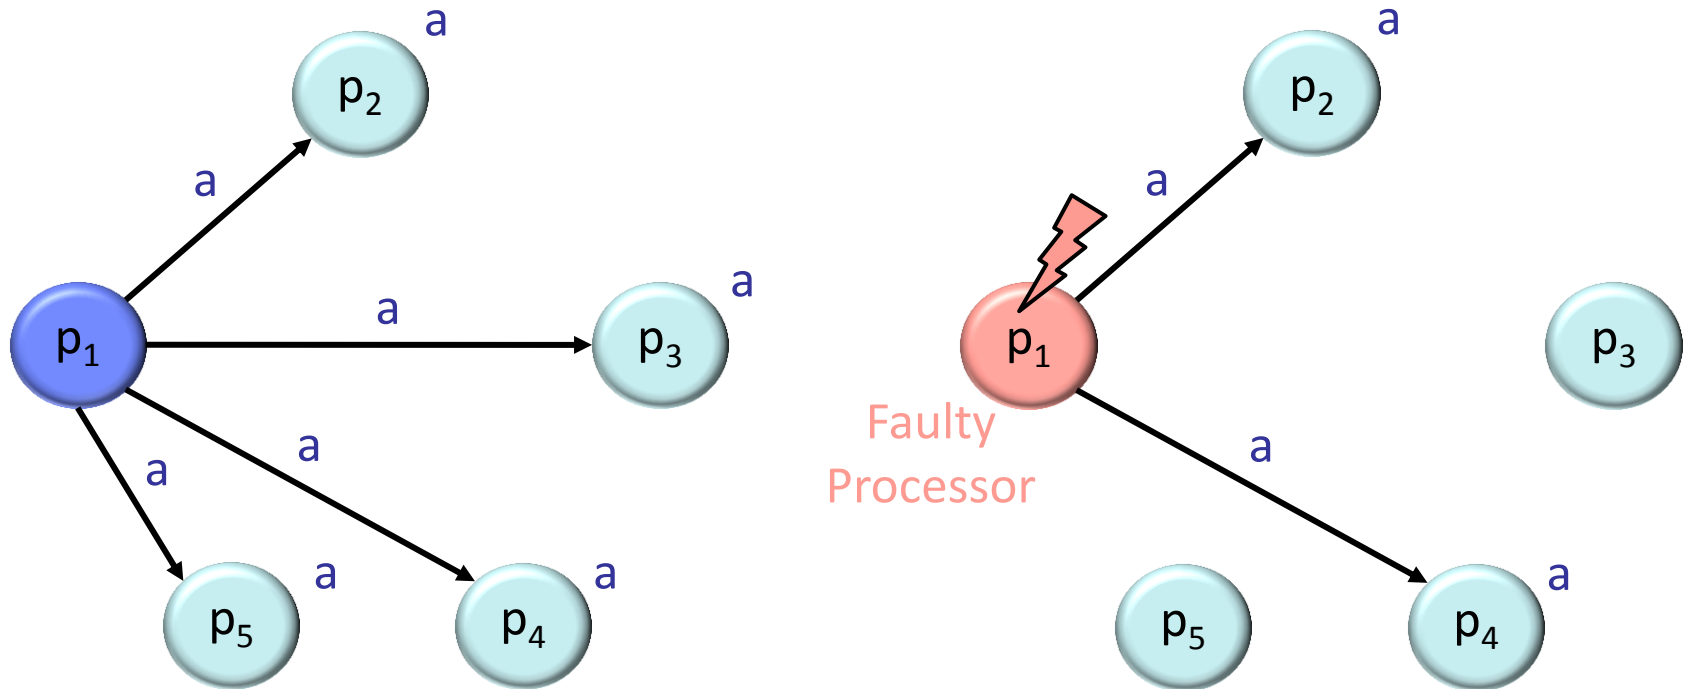 a
p₂
a
a
a
p₁
p₃
a
a
a
a
p₅
p₄
a
p₂
a
p₁
p₃
Faulty
Processor
a
a
p₅
p₄